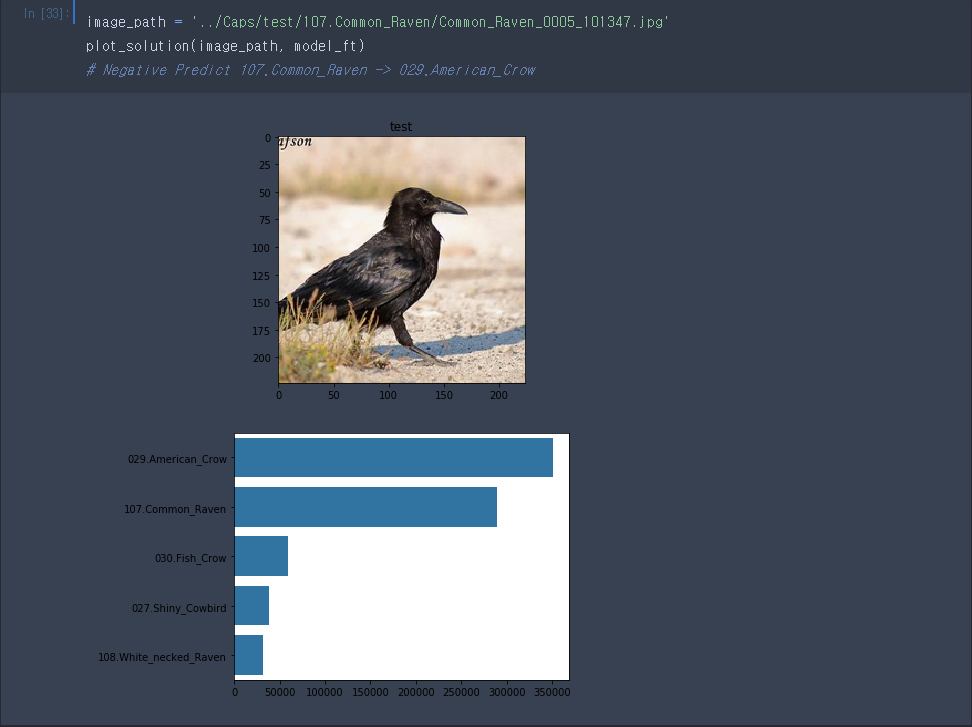 In [33]:
image_path = '../Caps/test/107.Common_Raven/Common_Raven_0005_101347.jpg'
plot_solution(image_path, model_ft)
# Negative Predict 107.Common_Raven -> 029.American_Crow
test
0
ifson
25
50
75
100
125
150
175
200
0 50 100 150 200
029.American_Crow
107.Common_Raven
030.Fish_Crow
027.Shiny_Cowbird
108.White_necked_Raven
0 50000 100000 150000 200000 250000 300000 350000